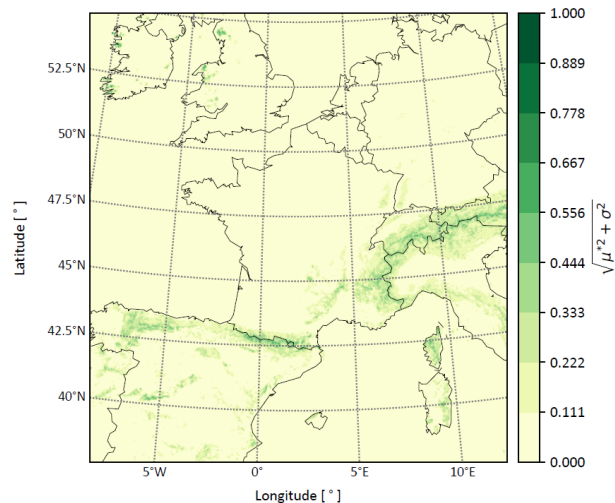 1.000
0.889
52.5°N
0.778
50°N
0.667
47.5°N
0.556
45°N
0.444
42.5°N
0.333
0.222
40°N
0.111
0.000
5°W 0° 5°E 10°E
Latitude [ ° ]
Longitude [ ° ]
√μ*² + σ²